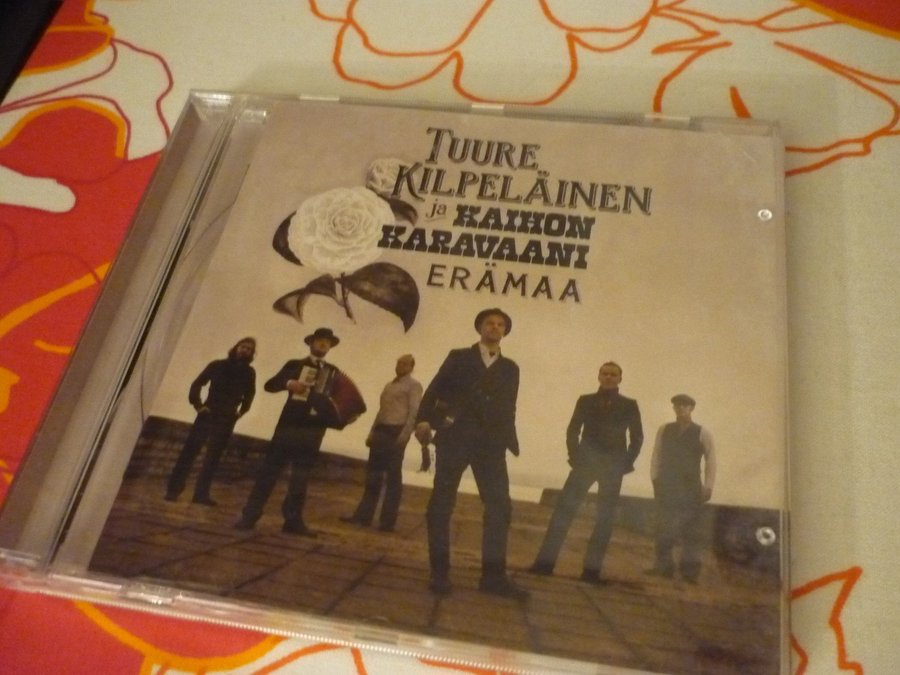 TUURE
KILPELÄINEN
ja KAIHON
KARAVAANI
ERÄMAA